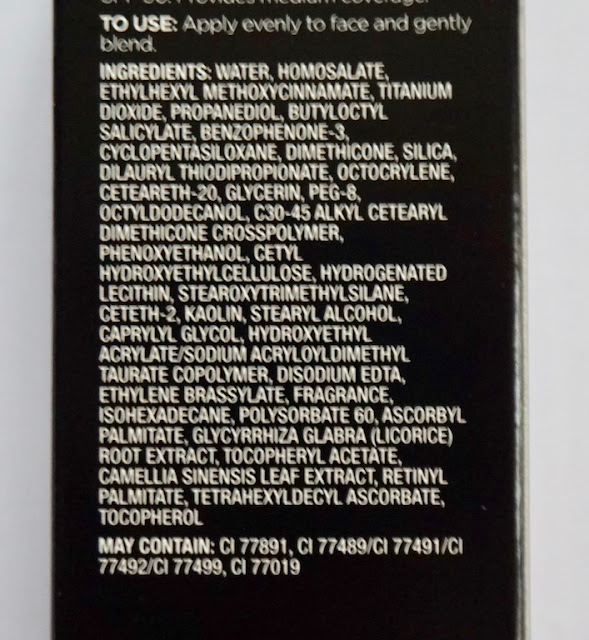 TO USE: Apply evenly to face and gently
blend.
INGREDIENTS: WATER, HOMOSALATE,
ETHYLHEXYL METHOXYCINNAMATE, TITANIUM
DIOXIDE, PROPANEDIOL, BUTYLOCTYL
SALICYLATE, BENZOPHENONE-3,
CYCLOPENTASILOXANE, DIMETHICONE, SILICA,
DILAURYL THIODIPROPIONATE, OCTOCRYLENE,
CETEARETH-20, GLYCERIN, PEG-8,
OCTYLDODECANOL, C30-45 ALKYL CETEARYL
DIMETHICONE CROSSPOLYMER,
PHENOXYETHANOL, CETYL
HYDROXYETHYLCELLULOSE, HYDROGENATED
LECITHIN, STEAROXYTRIMETHYLSILANE,
CETETH-2, KAOLIN, STEARYL ALCOHOL,
CAPRYLYL GLYCOL, HYDROXYETHYL
ACRYLATE/SODIUM ACRYLOYLDIMETHYL
TAURATE COPOLYMER, DISODIUM EDTA,
ETHYLENE BRASSYLATE, FRAGRANCE,
ISOHEXADECANE, POLYSORBATE 60, ASCORBYL
PALMITATE, GLYCYRRHIZA GLABRA (LICORICE)
ROOT EXTRACT, TOCOPHERYL ACETATE,
CAMELLIA SINENSIS LEAF EXTRACT, RETINYL
PALMITATE, TETRAHEXYLDECYL ASCORBATE,
TOCOPHEROL
MAY CONTAIN: CI 77891, CI 77489/CI 77491/CI
77492/CI 77499, CI 77019